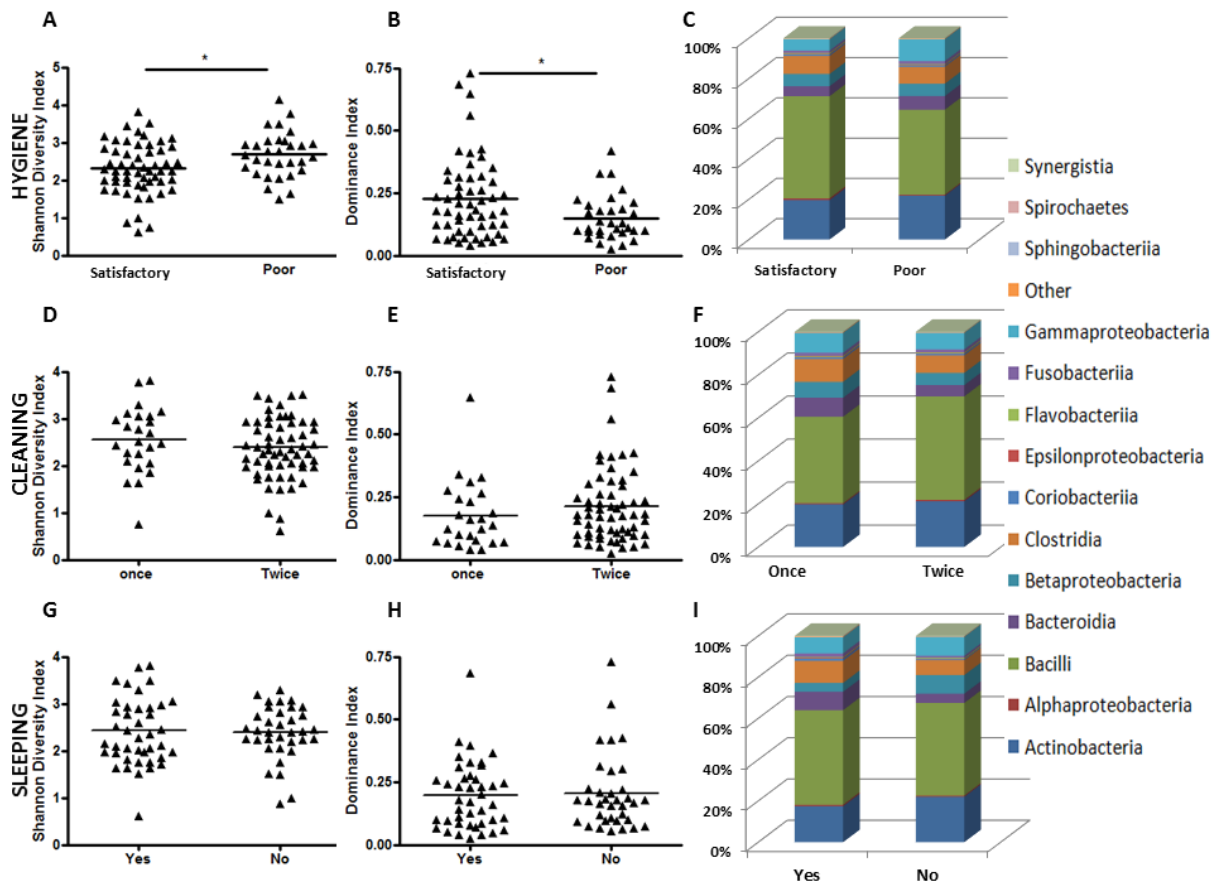 A
B
C
HYGIENE
Shannon Diversity Index
5
4
3
2
1
0
Satisfactory
Poor
*
Dominance Index
0.75
0.50
0.25
0.00
Satisfactory
Poor
*
100%
80%
60%
40%
20%
0%
Satisfactory
Poor
D
E
F
CLEANING
Shannon Diversity Index
4
3
2
1
0
once
Twice
Dominance Index
0.75
0.50
0.25
0.00
once
Twice
100%
80%
60%
40%
20%
0%
Once
Twice
G
H
I
SLEEPING
Shannon Diversity Index
4
3
2
1
0
Yes
No
Dominance Index
0.75
0.50
0.25
0.00
Yes
No
100%
80%
60%
40%
20%
0%
Yes
No
Synergistia
Spirochaetes
Sphingobacteriia
Other
Gammaproteobacteria
Fusobacteriia
Flavobacteriia
Epsilonproteobacteria
Coriobacteriia
Clostridia
Betaproteobacteria
Bacteroidia
Bacilli
Alphaproteobacteria
Actinobacteria